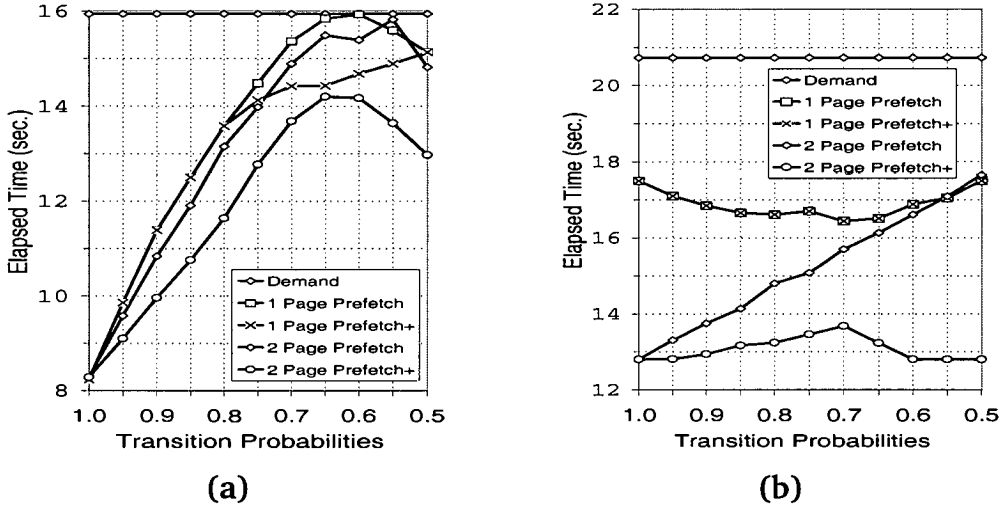 16
14
12
10
8
Elapsed Time (sec.)
Demand
1 Page Prefetch
1 Page Prefetch+
2 Page Prefetch
2 Page Prefetch+
1.0 0.9 0.8 0.7 0.6 0.5
Transition Probabilities
(a)
22
20
18
16
14
12
Elapsed Time (sec.)
Demand
1 Page Prefetch
1 Page Prefetch+
2 Page Prefetch
2 Page Prefetch+
1.0 0.9 0.8 0.7 0.6 0.5
Transition Probabilities
(b)